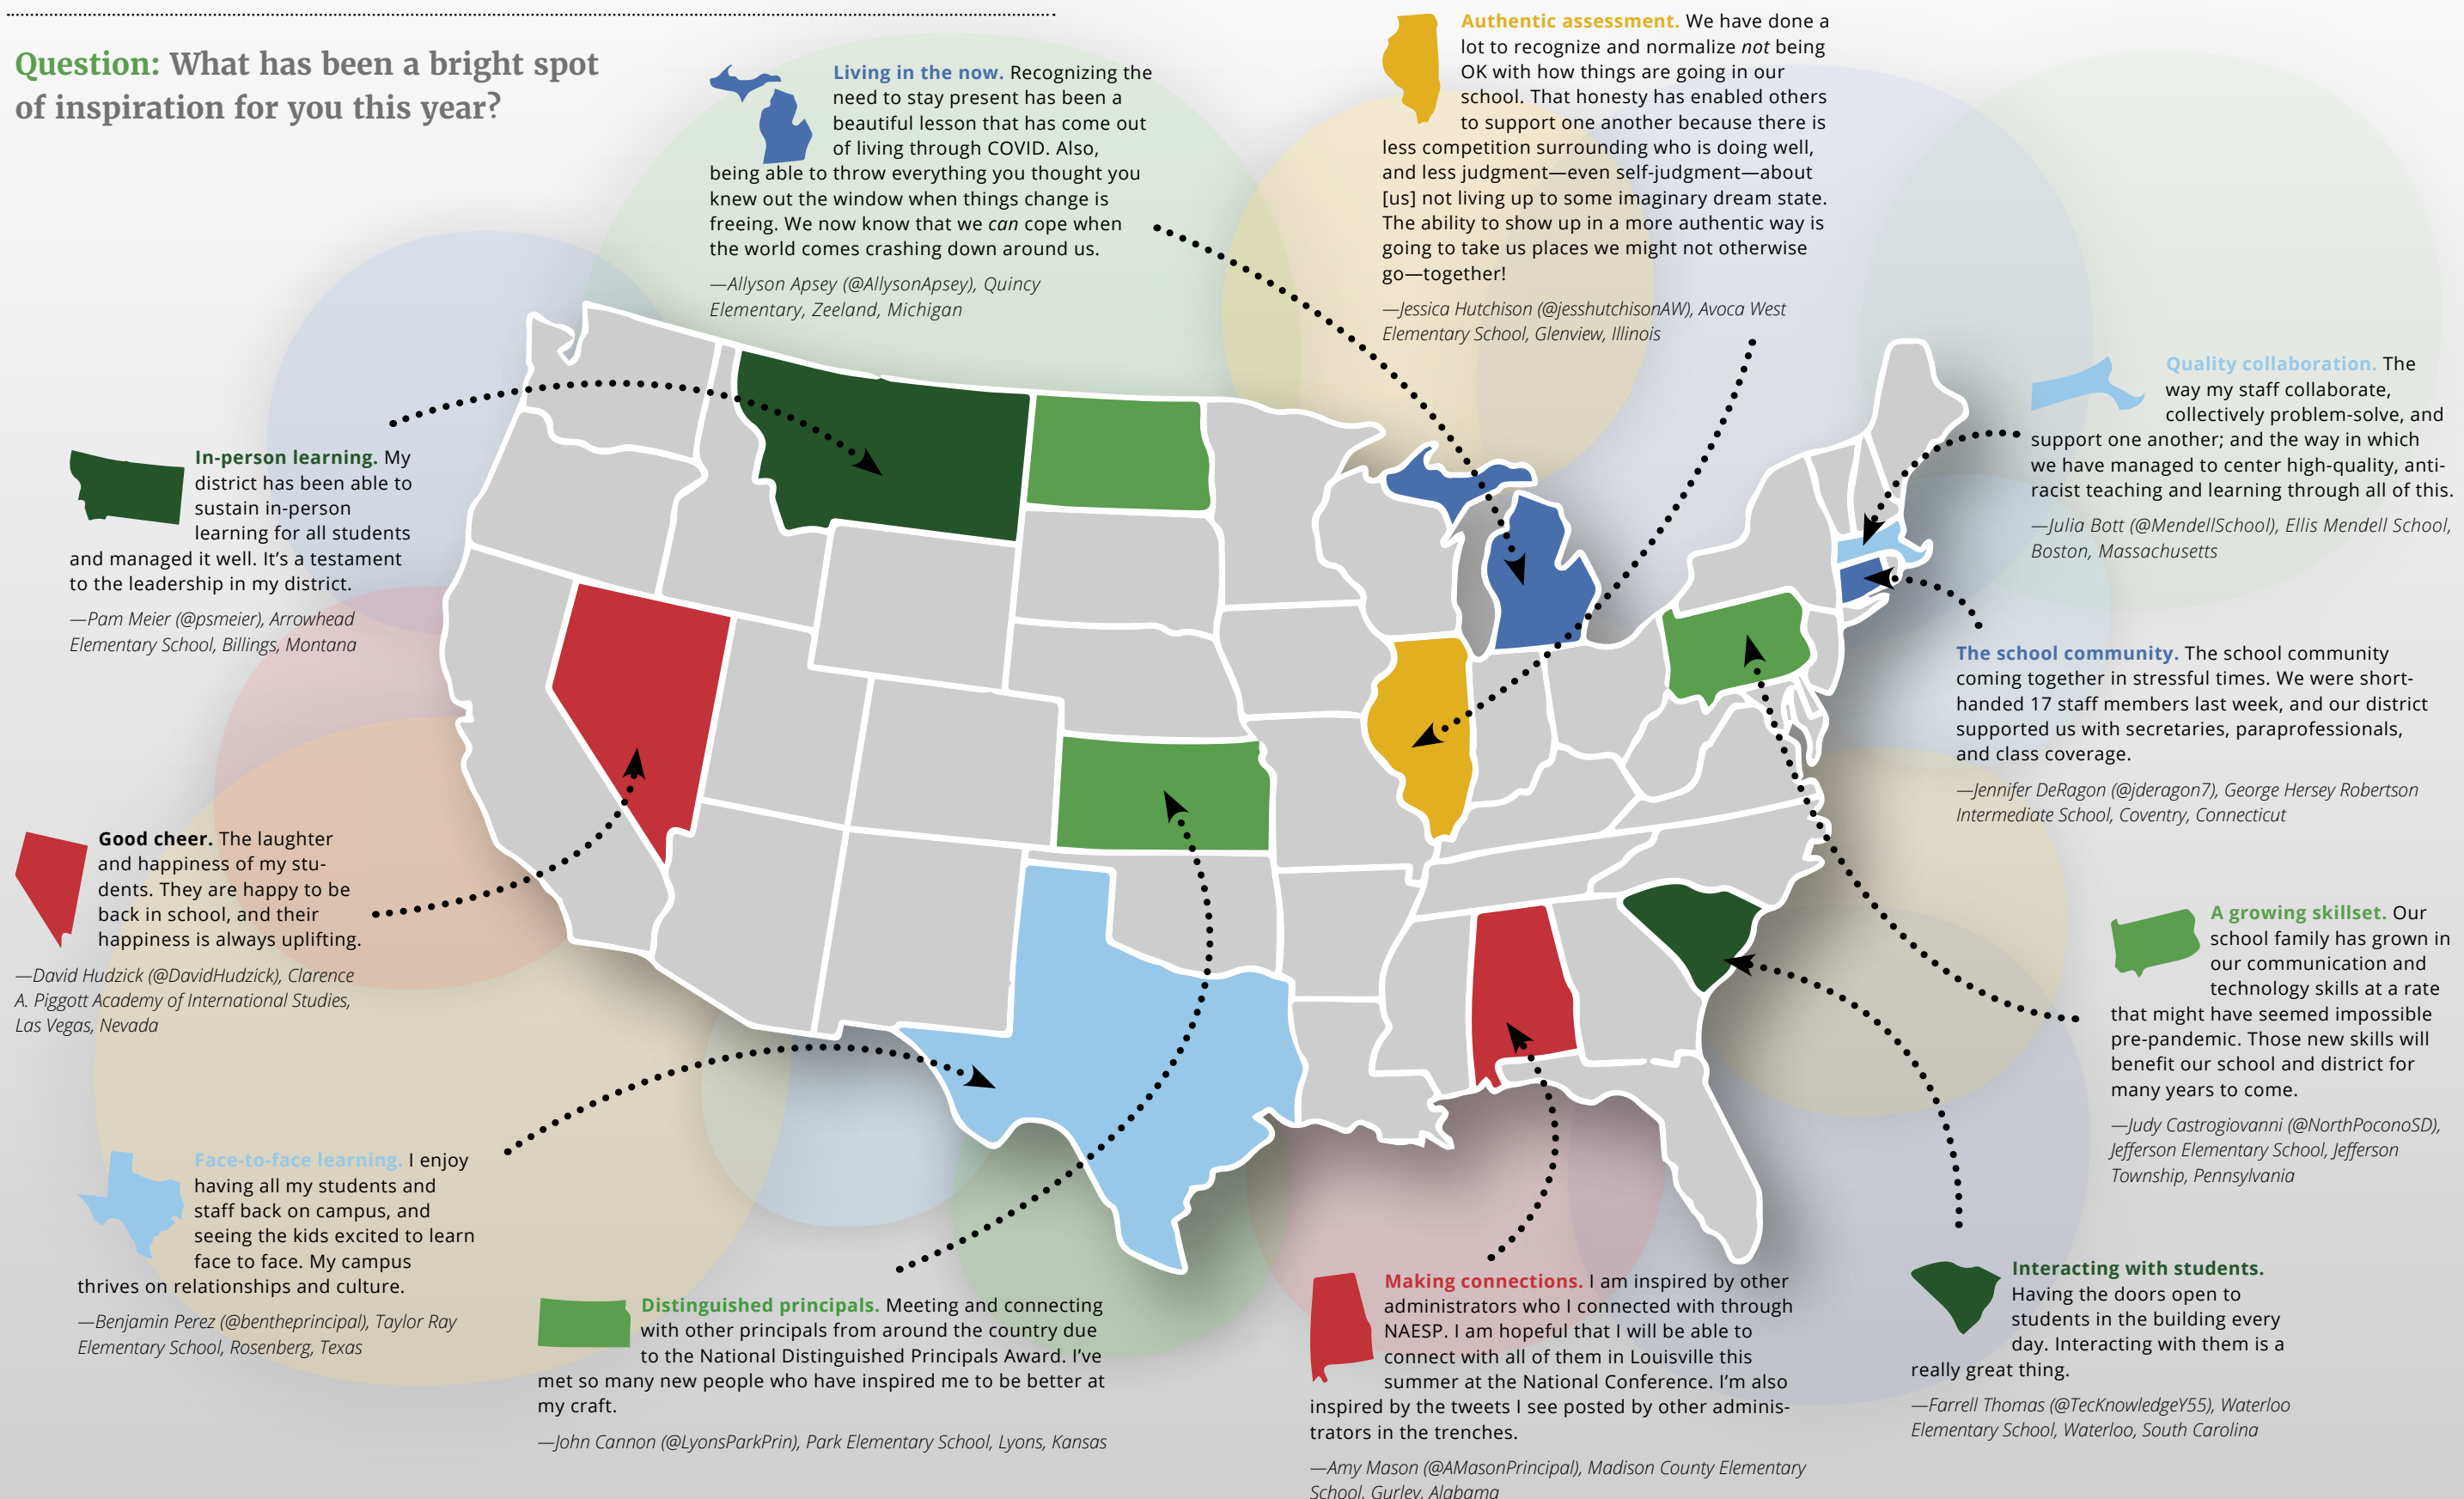 Question: What has been a bright spot
of inspiration for you this year?
Living in the now. Recognizing the
need to stay present has been a
beautiful lesson that has come out
of living through COVID. Also,
being able to throw everything you thought you
knew out the window when things change is
freeing. We now know that we can cope when
the world comes crashing down around us.
—Allyson Apsey (@AllysonApsey), Quincy
Elementary, Zeeland, Michigan
Authentic assessment. We have done a
lot to recognize and normalize not being
OK with how things are going in our
school. That honesty has enabled others
to support one another because there is
less competition surrounding who is doing well,
and less judgment—even self-judgment—about
[us] not living up to some imaginary dream state.
The ability to show up in a more authentic way is
going to take us places we might not otherwise
go—together!
—Jessica Hutchison (@jesshutchisonAW), Avoca West
Elementary School, Glenview, Illinois
Quality collaboration. The
way my staff collaborate,
collectively problem-solve, and
support one another; and the way in which
we have managed to center high-quality, anti-
racist teaching and learning through all of this.
—Julia Bott (@MendellSchool), Ellis Mendell School,
Boston, Massachusetts
In-person learning. My
district has been able to
sustain in-person
learning for all students
and managed it well. It's a testament
to the leadership in my district.
—Pam Meier (@psmeier), Arrowhead
Elementary School, Billings, Montana
The school community. The school community
coming together in stressful times. We were short-
handed 17 staff members last week, and our district
supported us with secretaries, paraprofessionals,
and class coverage.
—Jennifer DeRagon (@jderagon7), George Hersey Robertson
Intermediate School, Coventry, Connecticut
Good cheer. The laughter
and happiness of my stu-
dents. They are happy to be
back in school, and their
happiness is always uplifting.
—David Hudzick (@DavidHudzick), Clarence
A. Piggott Academy of International Studies,
Las Vegas, Nevada
A growing skillset. Our
school family has grown in
our communication and
technology skills at a rate
that might have seemed impossible
pre-pandemic. Those new skills will
benefit our school and district for
many years to come.
—Judy Castrogiovanni (@NorthPoconoSD),
Jefferson Elementary School, Jefferson
Township, Pennsylvania
Face-to-face learning. I enjoy
having all my students and
staff back on campus, and
seeing the kids excited to learn
face to face. My campus
thrives on relationships and culture.
—Benjamin Perez (@bentheprincipal), Taylor Ray
Elementary School, Rosenberg, Texas
Distinguished principals. Meeting and connecting
with other principals from around the country due
to the National Distinguished Principals Award. I've
met so many new people who have inspired me to be better at
my craft.
—John Cannon (@LyonsParkPrin), Park Elementary School, Lyons, Kansas
Making connections. I am inspired by other
administrators who I connected with through
NAESP. I am hopeful that I will be able to
connect with all of them in Louisville this
summer at the National Conference. I'm also
inspired by the tweets I see posted by other adminis-
trators in the trenches.
—Amy Mason (@AMasonPrincipal), Madison County Elementary
School, Gurley, Alabama
Interacting with students.
Having the doors open to
students in the building every
day. Interacting with them is a
really great thing.
—Farrell Thomas (@TecKnowledgeY55), Waterloo
Elementary School, Waterloo, South Carolina